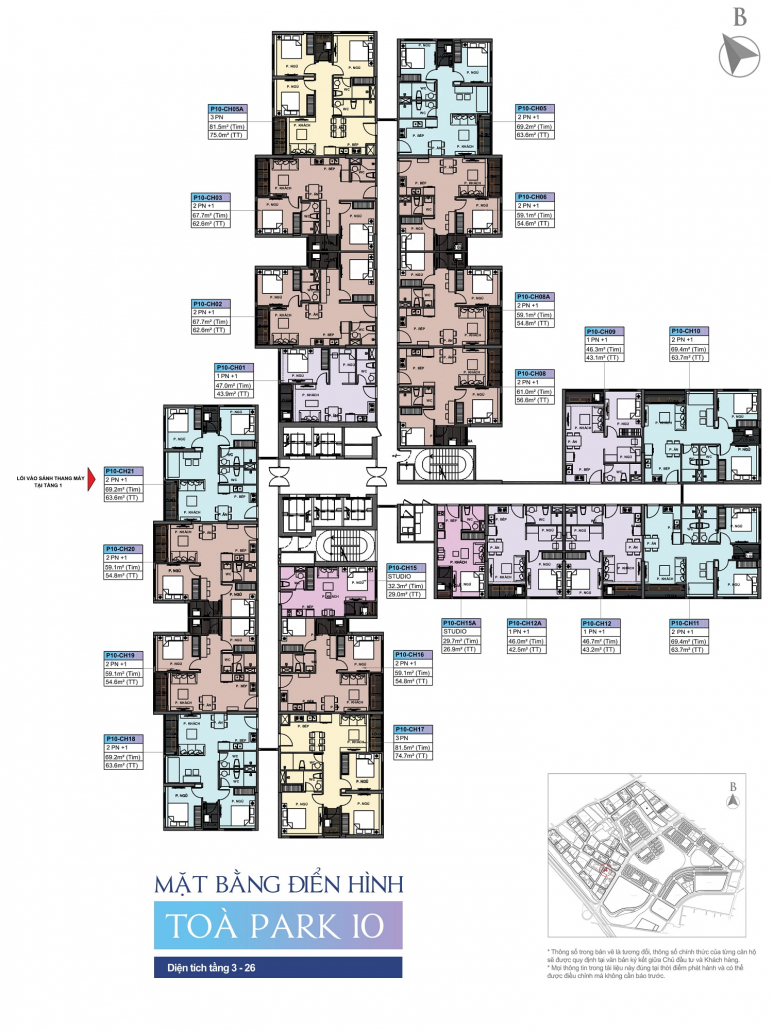 B
P10-CH05A
3 PN
81.5m² (Tim)
75.0m² (TT)
P10-CH05
2 PN +1
69.2m² (Tim)
63.6m² (TT)
P10-CH03
2 PN +1
67.7m² (Tim)
62.6m² (TT)
P10-CH06
2 PN +1
59.1m² (Tim)
54.6m² (TT)
P10-CH02
2 PN +1
67.7m² (Tim)
62.6m² (TT)
P10-CH08A
2 PN +1
59.1m² (Tim)
54.8m² (TT)
P10-CH09
1 PN +1
46.3m² (Tim)
43.1m² (TT)
P10-CH10
2 PN +1
69.4m² (Tim)
63.7m² (TT)
P10-CH01
1 PN +1
47.0m² (Tim)
43.9m² (TT)
P10-CH08
2 PN +1
61.0m² (Tim)
56.6m² (TT)
LỐI VÀO SẢNH THANG MÁY
TẠI TẦNG 1
P10-CH21
2 PN +1
69.2m² (Tim)
63.6m² (TT)
P10-CH20
2 PN +1
59.1m² (Tim)
54.8m² (TT)
P10-CH15
STUDIO
32.3m² (Tim)
29.0m² (TT)
P10-CH15A
STUDIO
29.7m² (Tim)
26.9m² (TT)
P10-CH12A
1 PN +1
46.0m² (Tim)
42.5m² (TT)
P10-CH12
1 PN +1
46.7m² (Tim)
43.2m² (TT)
P10-CH11
2 PN +1
69.4m² (Tim)
63.7m² (TT)
P10-CH19
2 PN +1
59.1m² (Tim)
54.6m² (TT)
P10-CH16
2 PN +1
59.1m² (Tim)
54.8m² (TT)
P10-CH18
2 PN +1
69.2m² (Tim)
63.6m² (TT)
P10-CH17
3 PN
81.5m² (Tim)
74.7m² (TT)
B
MẶT BẰNG ĐIỂN HÌNH
TOÀ PARK 10
Diện tích tầng 3 - 26
* Thông số trong bản vẽ là tương đối, thông số chính thức của từng căn hộ
sẽ được quy định tại văn bản ký kết giữa Chủ đầu tư và Khách hàng.
* Mọi thông tin trong tài liệu này đúng tại thời điểm phát hành và có thể
được điều chỉnh mà không cần báo trước.